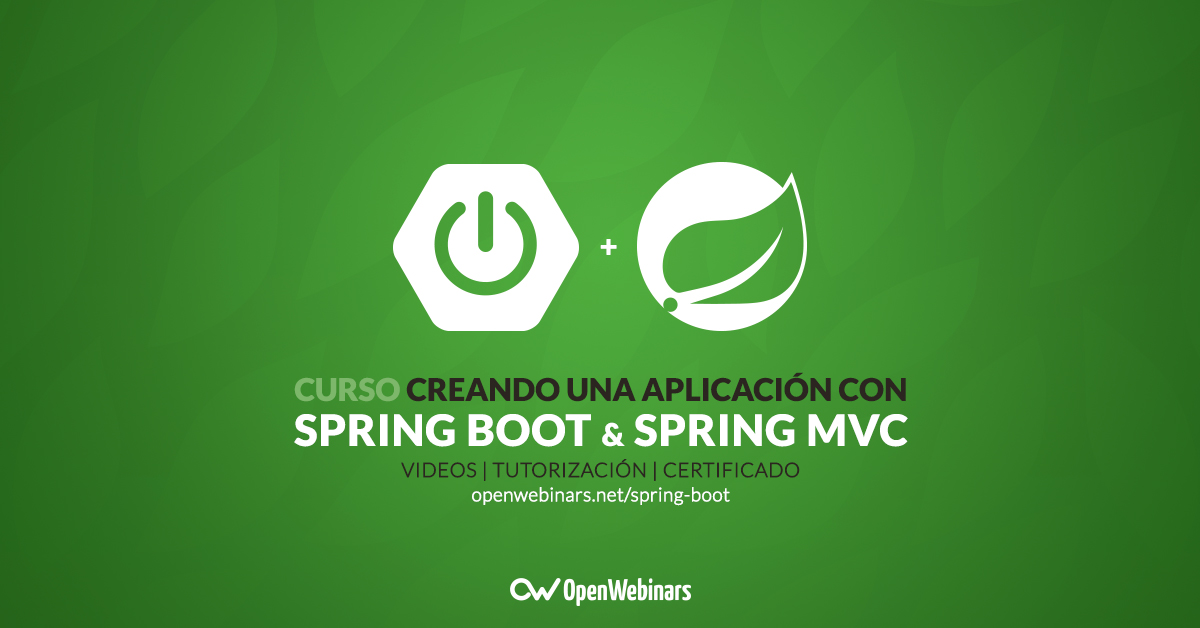 +
CURSO CREANDO UNA APLICACIÓN CON
SPRING BOOT & SPRING MVC
VIDEOS | TUTORIZACIÓN | CERTIFICADO
openwebinars.net/spring-boot
OpenWebinars